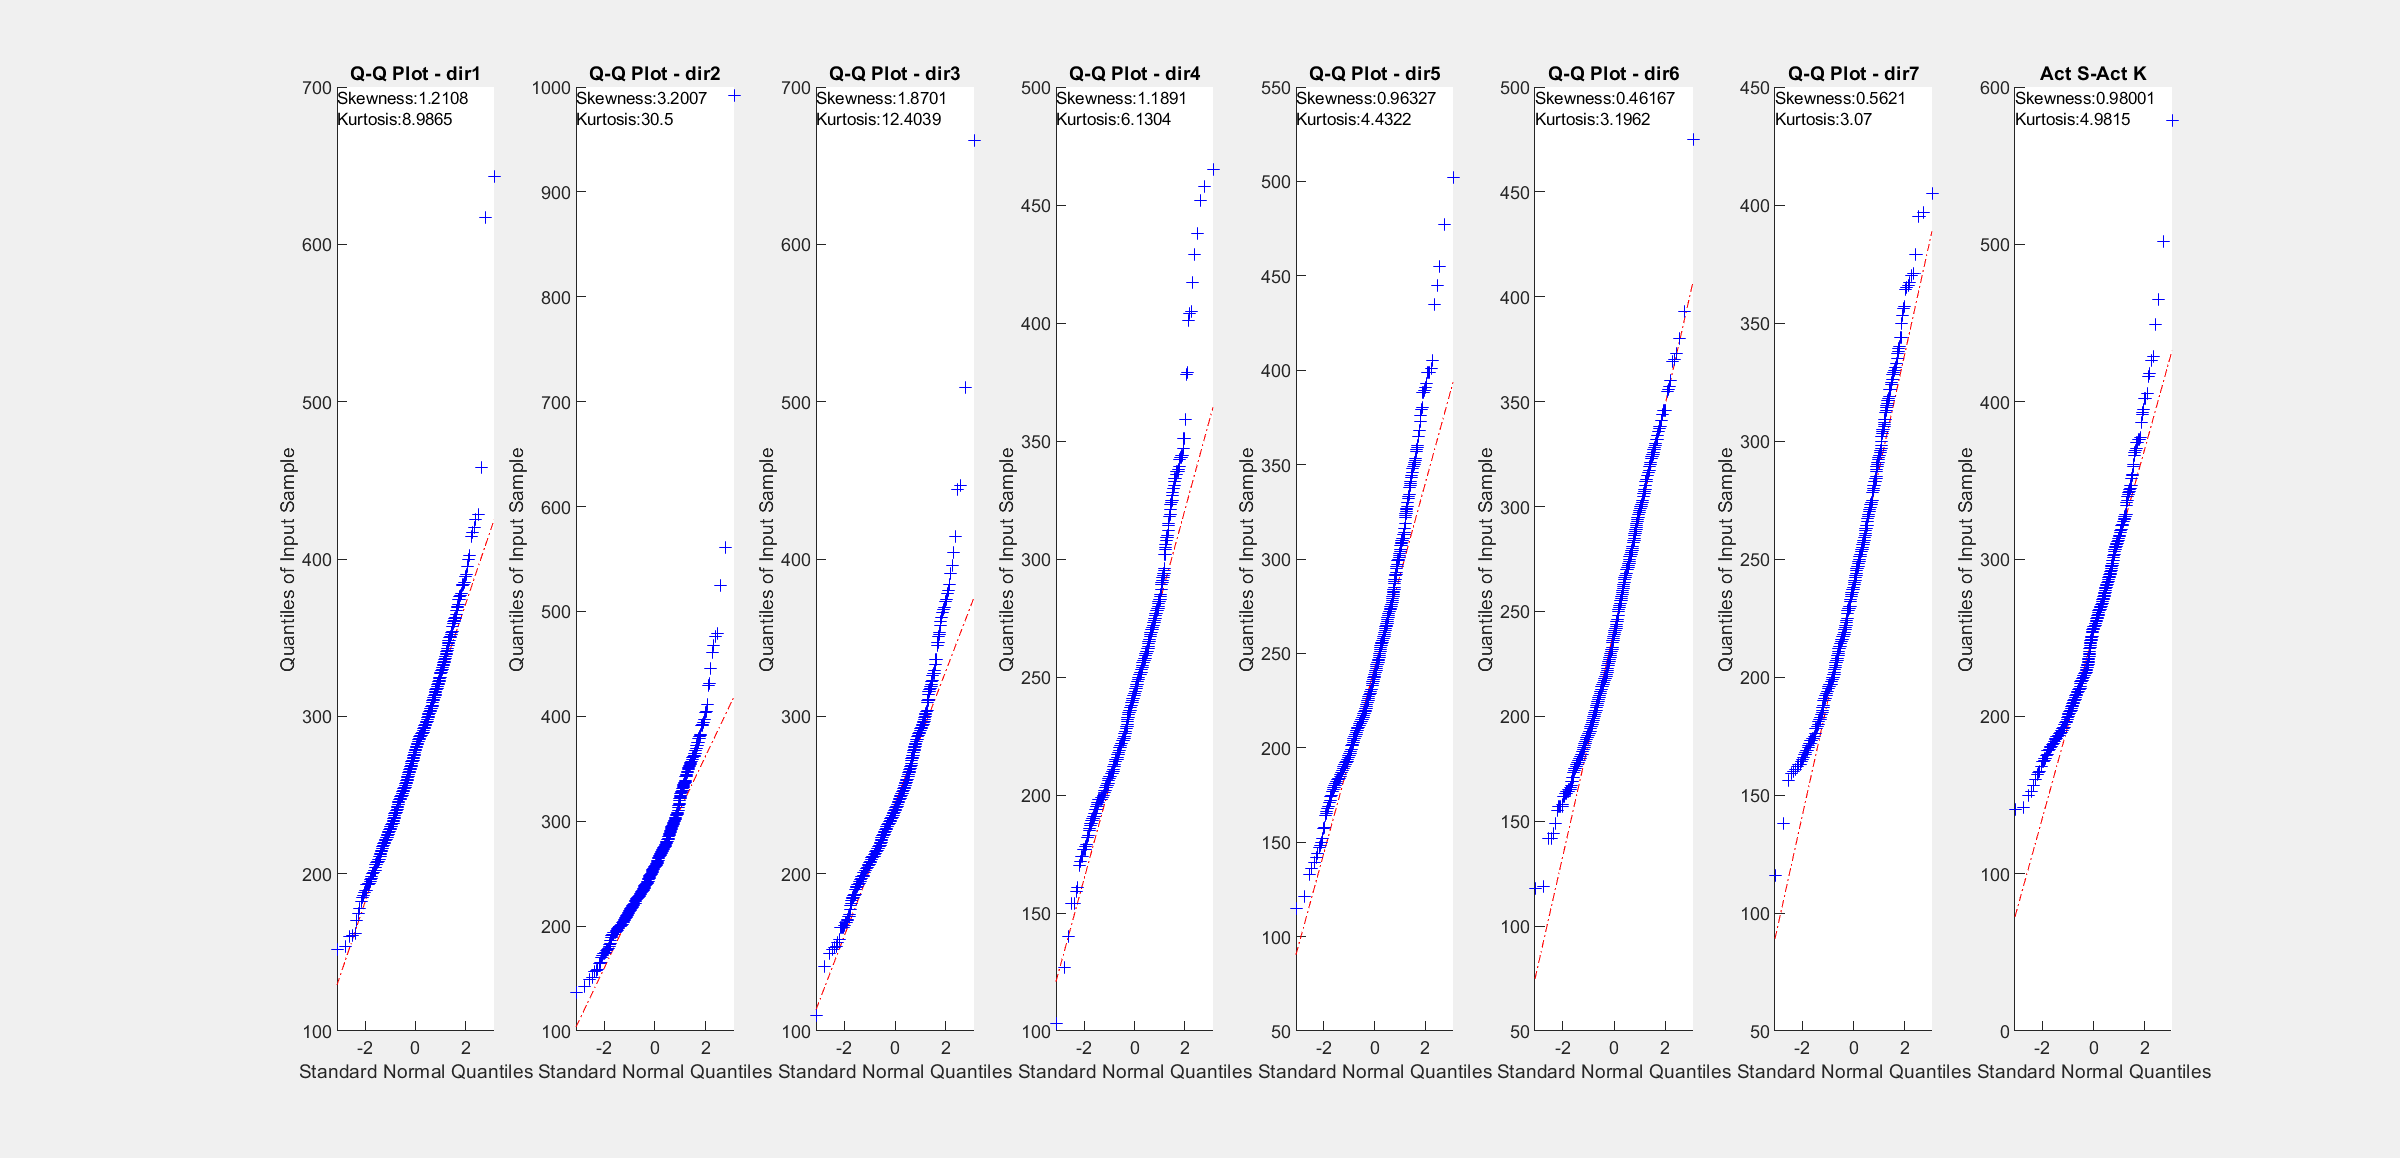 Q-Q Plot - dir1
Skewness:1.2108
Kurtosis:8.9865
700
600
500
400
300
200
100
-2 0 2
Quantiles of Input Sample
Standard Normal Quantiles
Q-Q Plot - dir2
Skewness:3.2007
Kurtosis:30.5
1000
900
800
700
600
500
400
300
200
100
-2 0 2
Quantiles of Input Sample
Standard Normal Quantiles
Q-Q Plot - dir3
Skewness:1.8701
Kurtosis:12.4039
700
600
500
400
300
200
100
-2 0 2
Quantiles of Input Sample
Standard Normal Quantiles
Q-Q Plot - dir4
Skewness:1.1891
Kurtosis:6.1304
500
450
400
350
300
250
200
150
100
-2 0 2
Quantiles of Input Sample
Standard Normal Quantiles
Q-Q Plot - dir5
Skewness:0.96327
Kurtosis:4.4322
550
500
450
400
350
300
250
200
150
100
50
-2 0 2
Quantiles of Input Sample
Standard Normal Quantiles
Q-Q Plot - dir6
Skewness:0.46167
Kurtosis:3.1962
500
450
400
350
300
250
200
150
100
50
-2 0 2
Quantiles of Input Sample
Standard Normal Quantiles
Q-Q Plot - dir7
Skewness:0.5621
Kurtosis:3.07
450
400
350
300
250
200
150
100
50
-2 0 2
Quantiles of Input Sample
Standard Normal Quantiles
Act S-Act K
Skewness:0.98001
Kurtosis:4.9815
600
500
400
300
200
100
0
-2 0 2
Quantiles of Input Sample
Standard Normal Quantiles